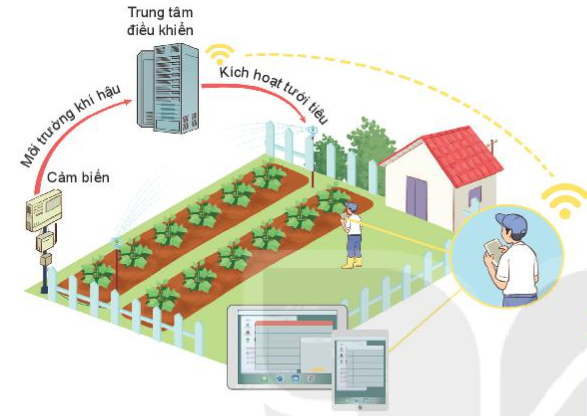 Trung tâm
điều khiển
Kích hoạt tưới tiêu
Môi trường khí hậu
Cảm biến